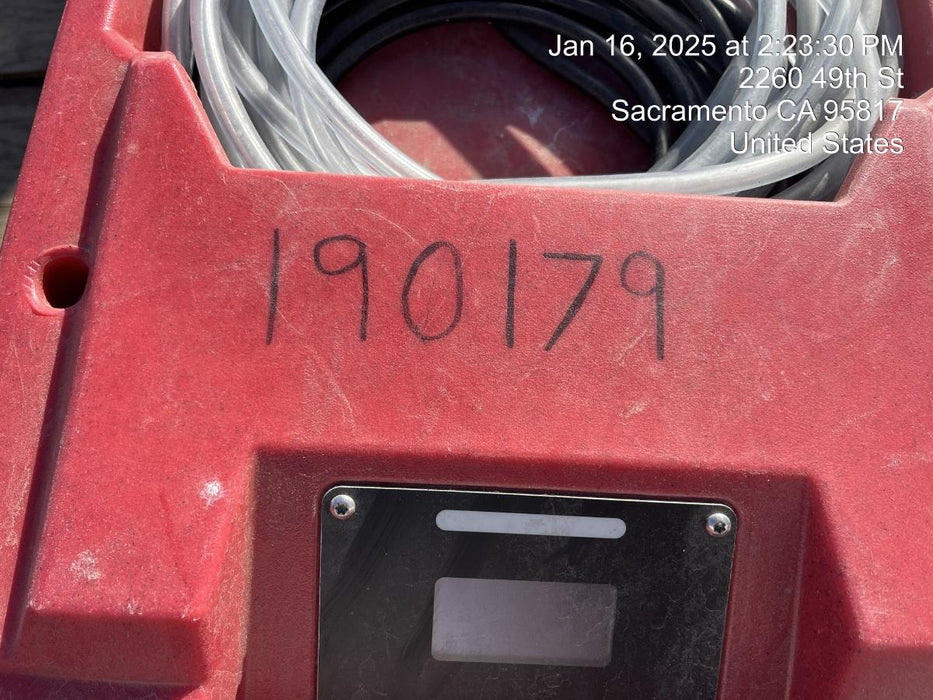 Jan 16, 2025 at 2:23:30 PM
2260 49th St
Sacramento CA 95817
United States
190179